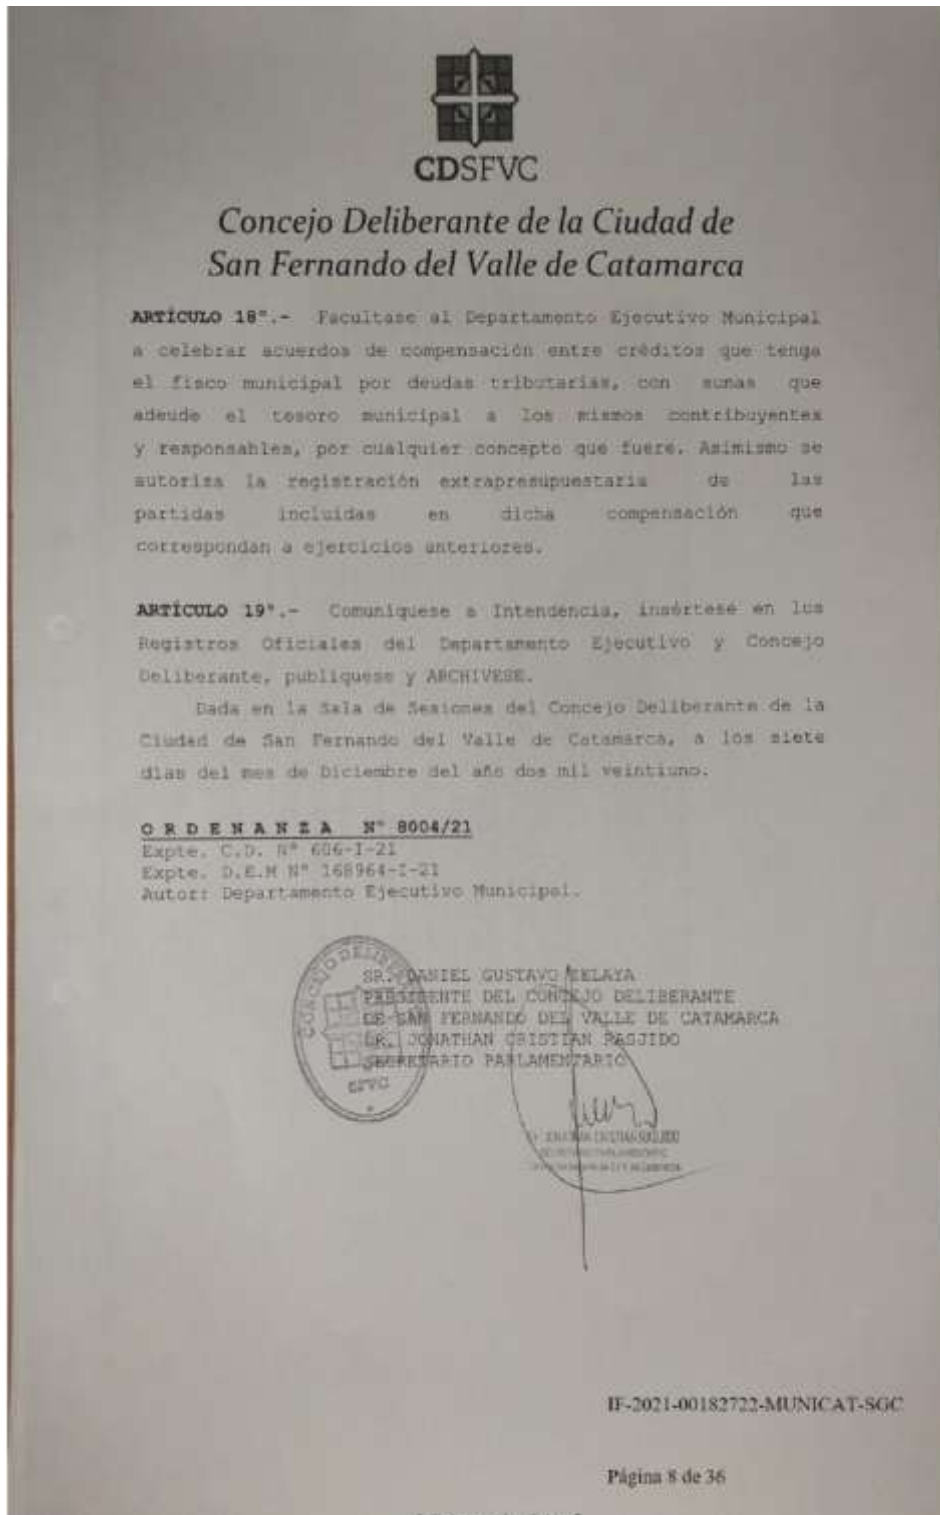 CDSFVC
Concejo Deliberante de la Ciudad de
San Fernando del Valle de Catamarca
ARTÍCULO 18°.- Facultase al Departamento Ejecutivo Municipal
a celebrar acuerdos de compensación entre créditos que tenga
el fisco municipal por deudas tributarias, con sumas que
adeude el tesoro municipal a los mismos contribuyentes
y responsables, por cualquier concepto que fuere. Asimismo se
autoriza la registración extrapresupuestaria de las
partidas incluidas en dicha compensación que
correspondan a ejercicios anteriores.
ARTÍCULO 19°.- Comuníquese a Intendencia, insértese en los
Registros Oficiales del Departamento Ejecutivo y Concejo
Deliberante, publíquese y ARCHIVESE.
Dada en la Sala de Sesiones del Concejo Deliberante de la
Ciudad de San Fernando del Valle de Catamarca, a los siete
días del mes de Diciembre del año dos mil veintiuno.
O R D E N A N Z A N° 8004/21
Expte. C.D. N° 606-I-21
Expte. D.E.M N° 168964-I-21
Autor: Departamento Ejecutivo Municipal.
CONCEJO DELIBERANTE
SFVC
SR. DANIEL GUSTAVO ZELAYA
PRESIDENTE DEL CONCEJO DELIBERANTE
DE SAN FERNANDO DEL VALLE DE CATAMARCA
DR. JONATHAN CRISTIAN RASJIDO
SECRETARIO PARLAMENTARIO
IF-2021-00182722-MUNICAT-SGC
Página 8 de 36